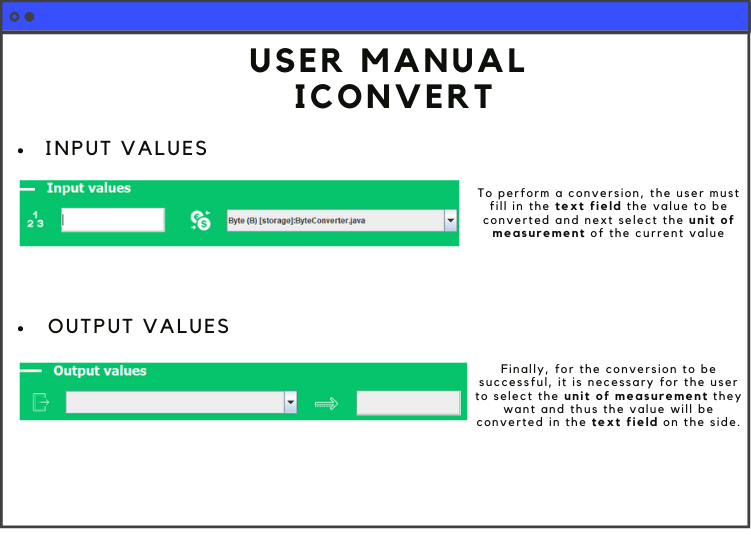 USER MANUAL
ICONVERT
• INPUT VALUES
Input values
1
2 3
Byte (B) [storage]:ByteConverter.java
To perform a conversion, the user must
fill in the text field the value to be
converted and next select the unit of
measurement of the current value
• OUTPUT VALUES
Output values
Finally, for the conversion to be
successful, it is necessary for the user
to select the unit of measurement they
want and thus the value will be
converted in the text field on the side.